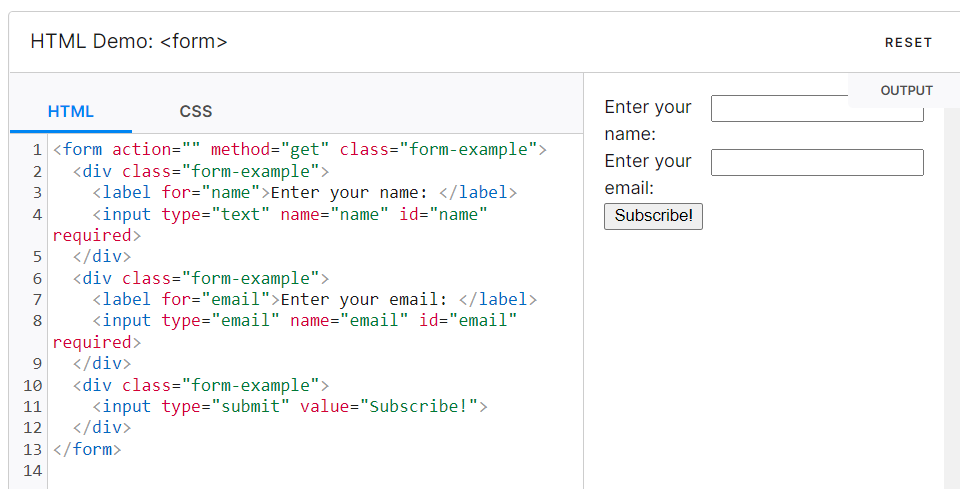 HTML Demo: <form>
RESET
HTML CSS
1 <form action="" method="get" class="form-example">
2 <div class="form-example">
3 <label for="name">Enter your name: </label>
4 <input type="text" name="name" id="name"
required>
5 </div>
6 <div class="form-example">
7 <label for="email">Enter your email: </label>
8 <input type="email" name="email" id="email"
required>
9 </div>
10 <div class="form-example">
11 <input type="submit" value="Subscribe!">
12 </div>
13 </form>
14
OUTPUT
Enter your
name:
Enter your
email:
Subscribe!